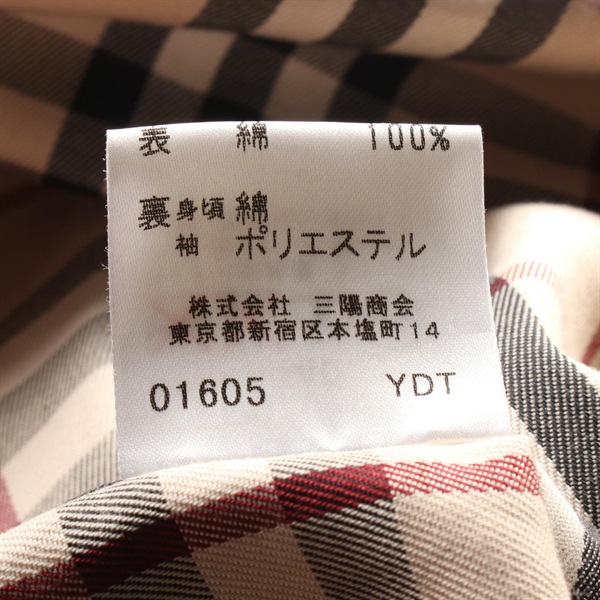 表 綿 100%
裏 身頃 綿
袖 ポリエステル
株式会社 三陽商会
東京都新宿区本塩町14
01605 YDT